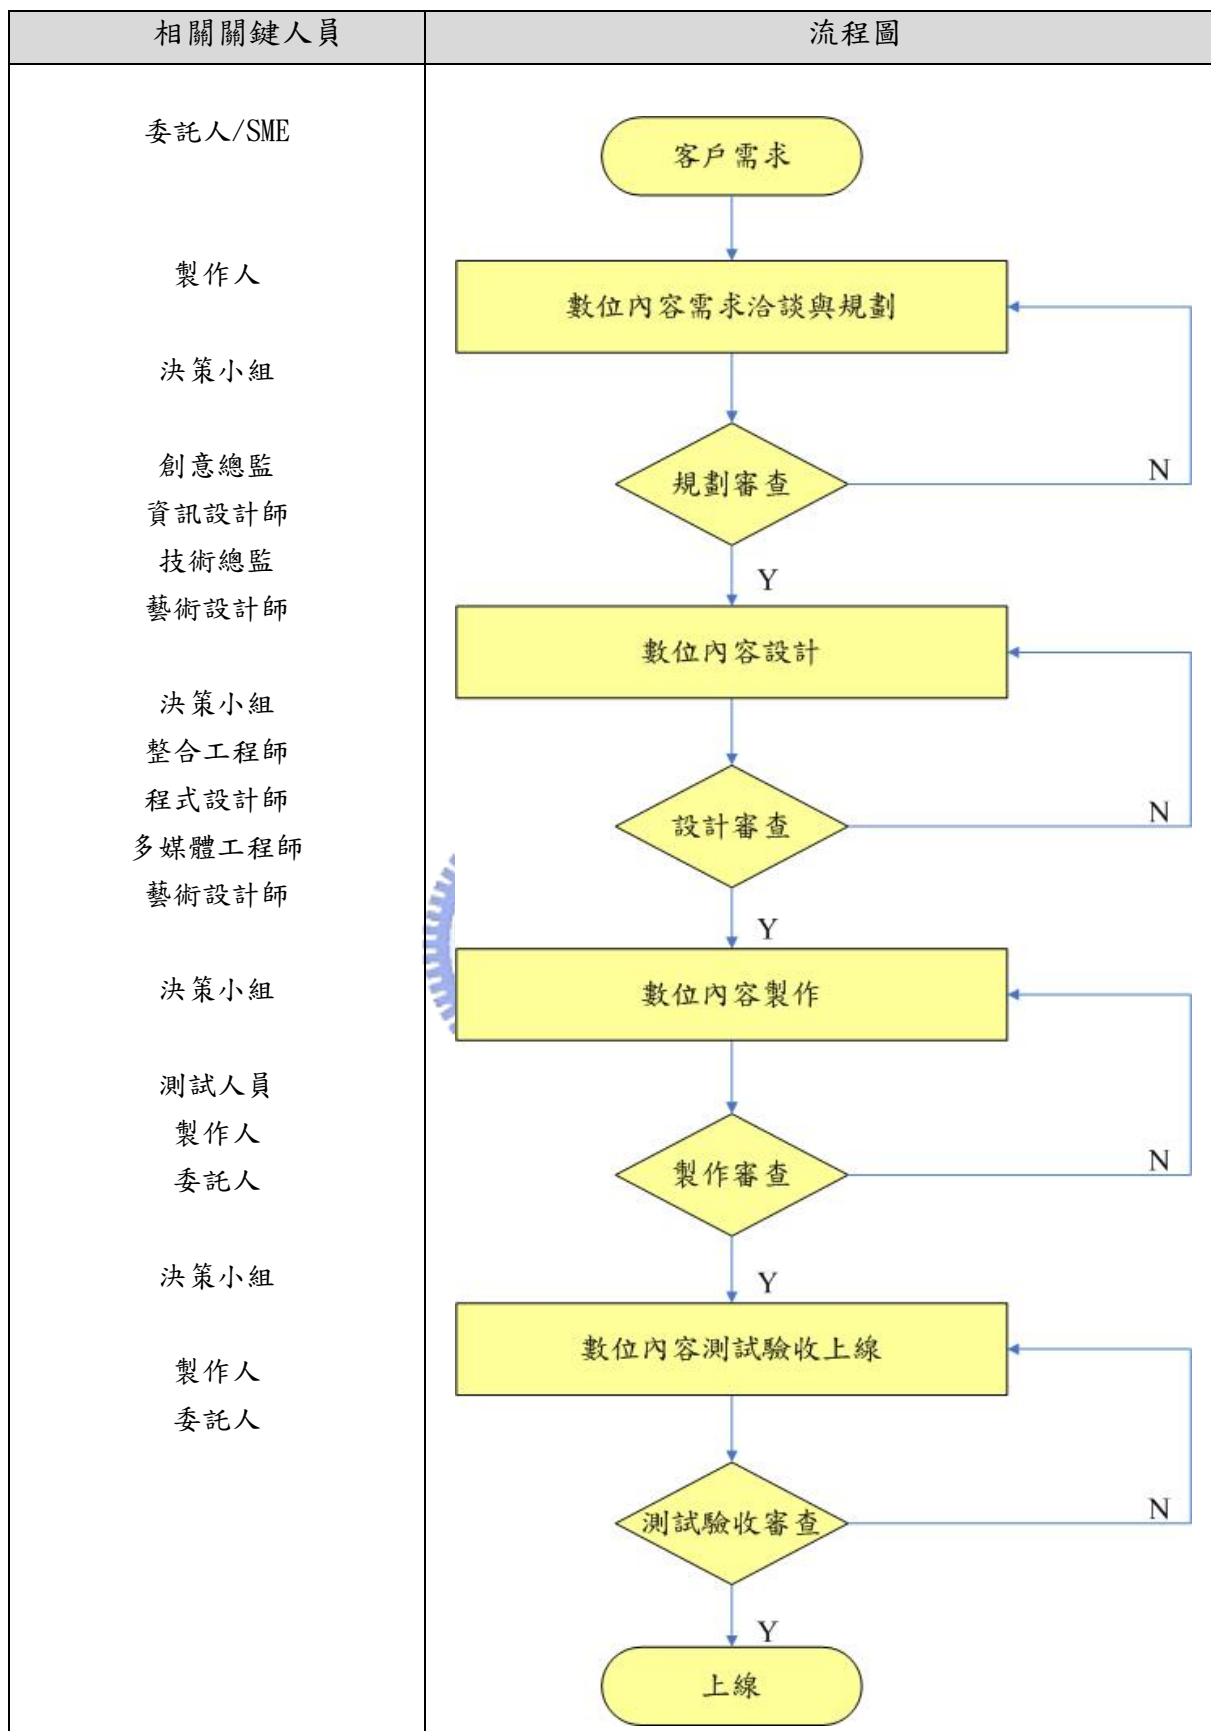 相關關鍵人員
流程圖
委託人/SME
製作人
決策小組
創意總監
資訊設計師
技術總監
藝術設計師
決策小組
整合工程師
程式設計師
多媒體工程師
藝術設計師
決策小組
測試人員
製作人
委託人
決策小組
製作人
委託人
客戶需求
數位內容需求洽談與規劃
規劃審查
N
Y
數位內容設計
設計審查
N
Y
數位內容製作
製作審查
N
Y
數位內容測試驗收上線
測試驗收審查
N
Y
上線